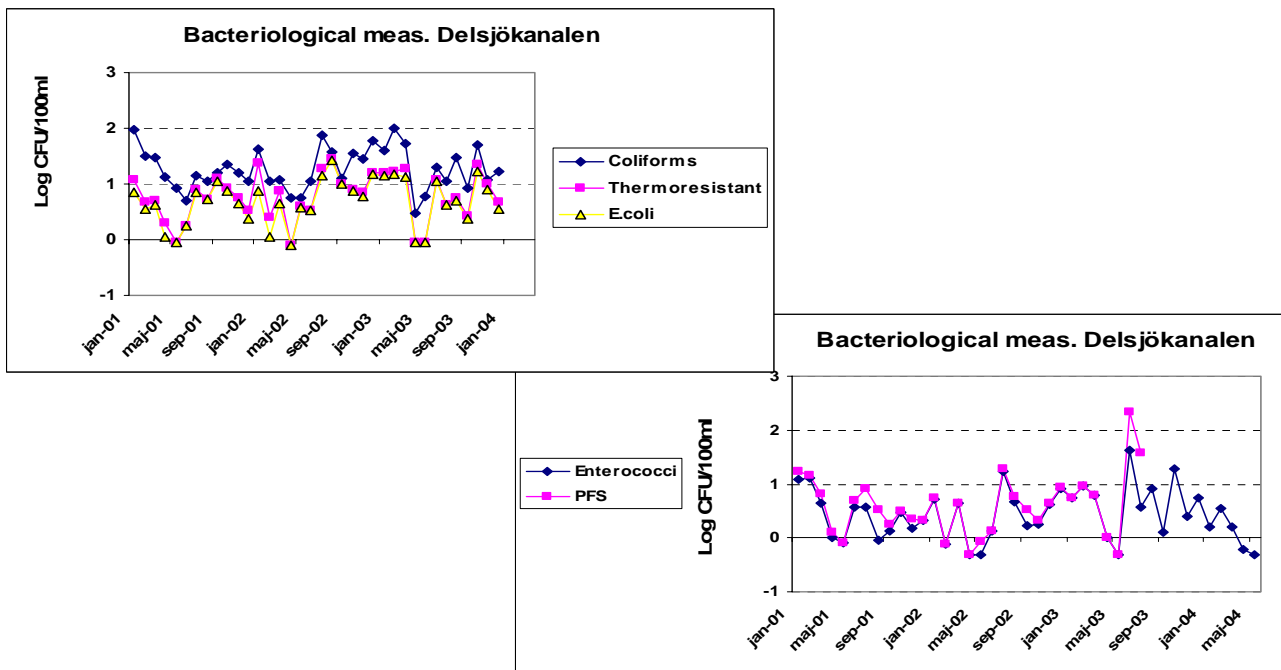 Bacteriological meas. Delsjökanalen
Log CFU/100ml
3
2
1
0
-1
jan-01
maj-01
sep-01
jan-02
maj-02
sep-02
jan-03
maj-03
sep-03
jan-04
Coliforms
Thermoresistant
E.coli
Bacteriological meas. Delsjökanalen
Log CFU/100ml
3
2
1
0
-1
jan-01
maj-01
sep-01
jan-02
maj-02
sep-02
jan-03
maj-03
sep-03
jan-04
maj-04
Enterococci
PFS